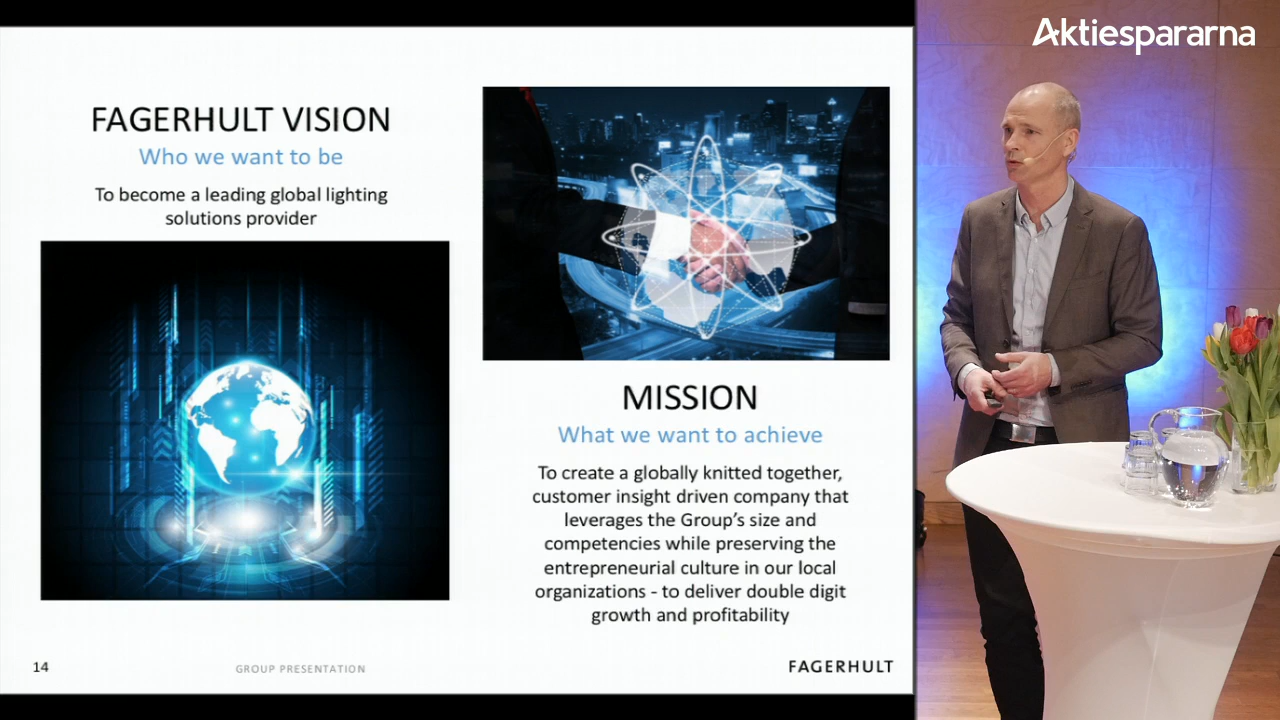 FAGERHULT VISION
Who we want to be
To become a leading global lighting
solutions provider
MISSION
What we want to achieve
To create a globally knitted together,
customer insight driven company that
leverages the Group's size and
competencies while preserving the
entrepreneurial culture in our local
organizations - to deliver double digit
growth and profitability
14
GROUP PRESENTATION
FAGERHULT
Aktiespararna